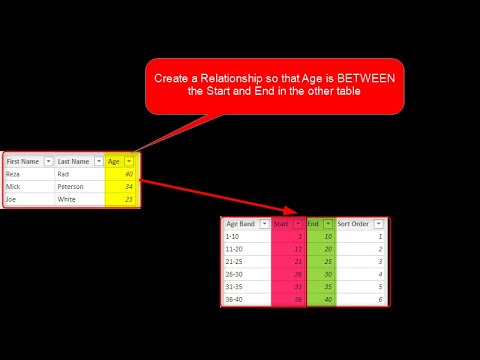 Create a Relationship so that Age is BETWEEN
the Start and End in the other table
First Name Last Name Age
Reza Rad 40
Mick Peterson 34
Joe White 23
Age Band Start End Sort Order
1-10 1 10 1
11-20 11 20 2
21-25 21 25 3
26-30 26 30 4
31-35 31 35 5
36-40 36 40 6